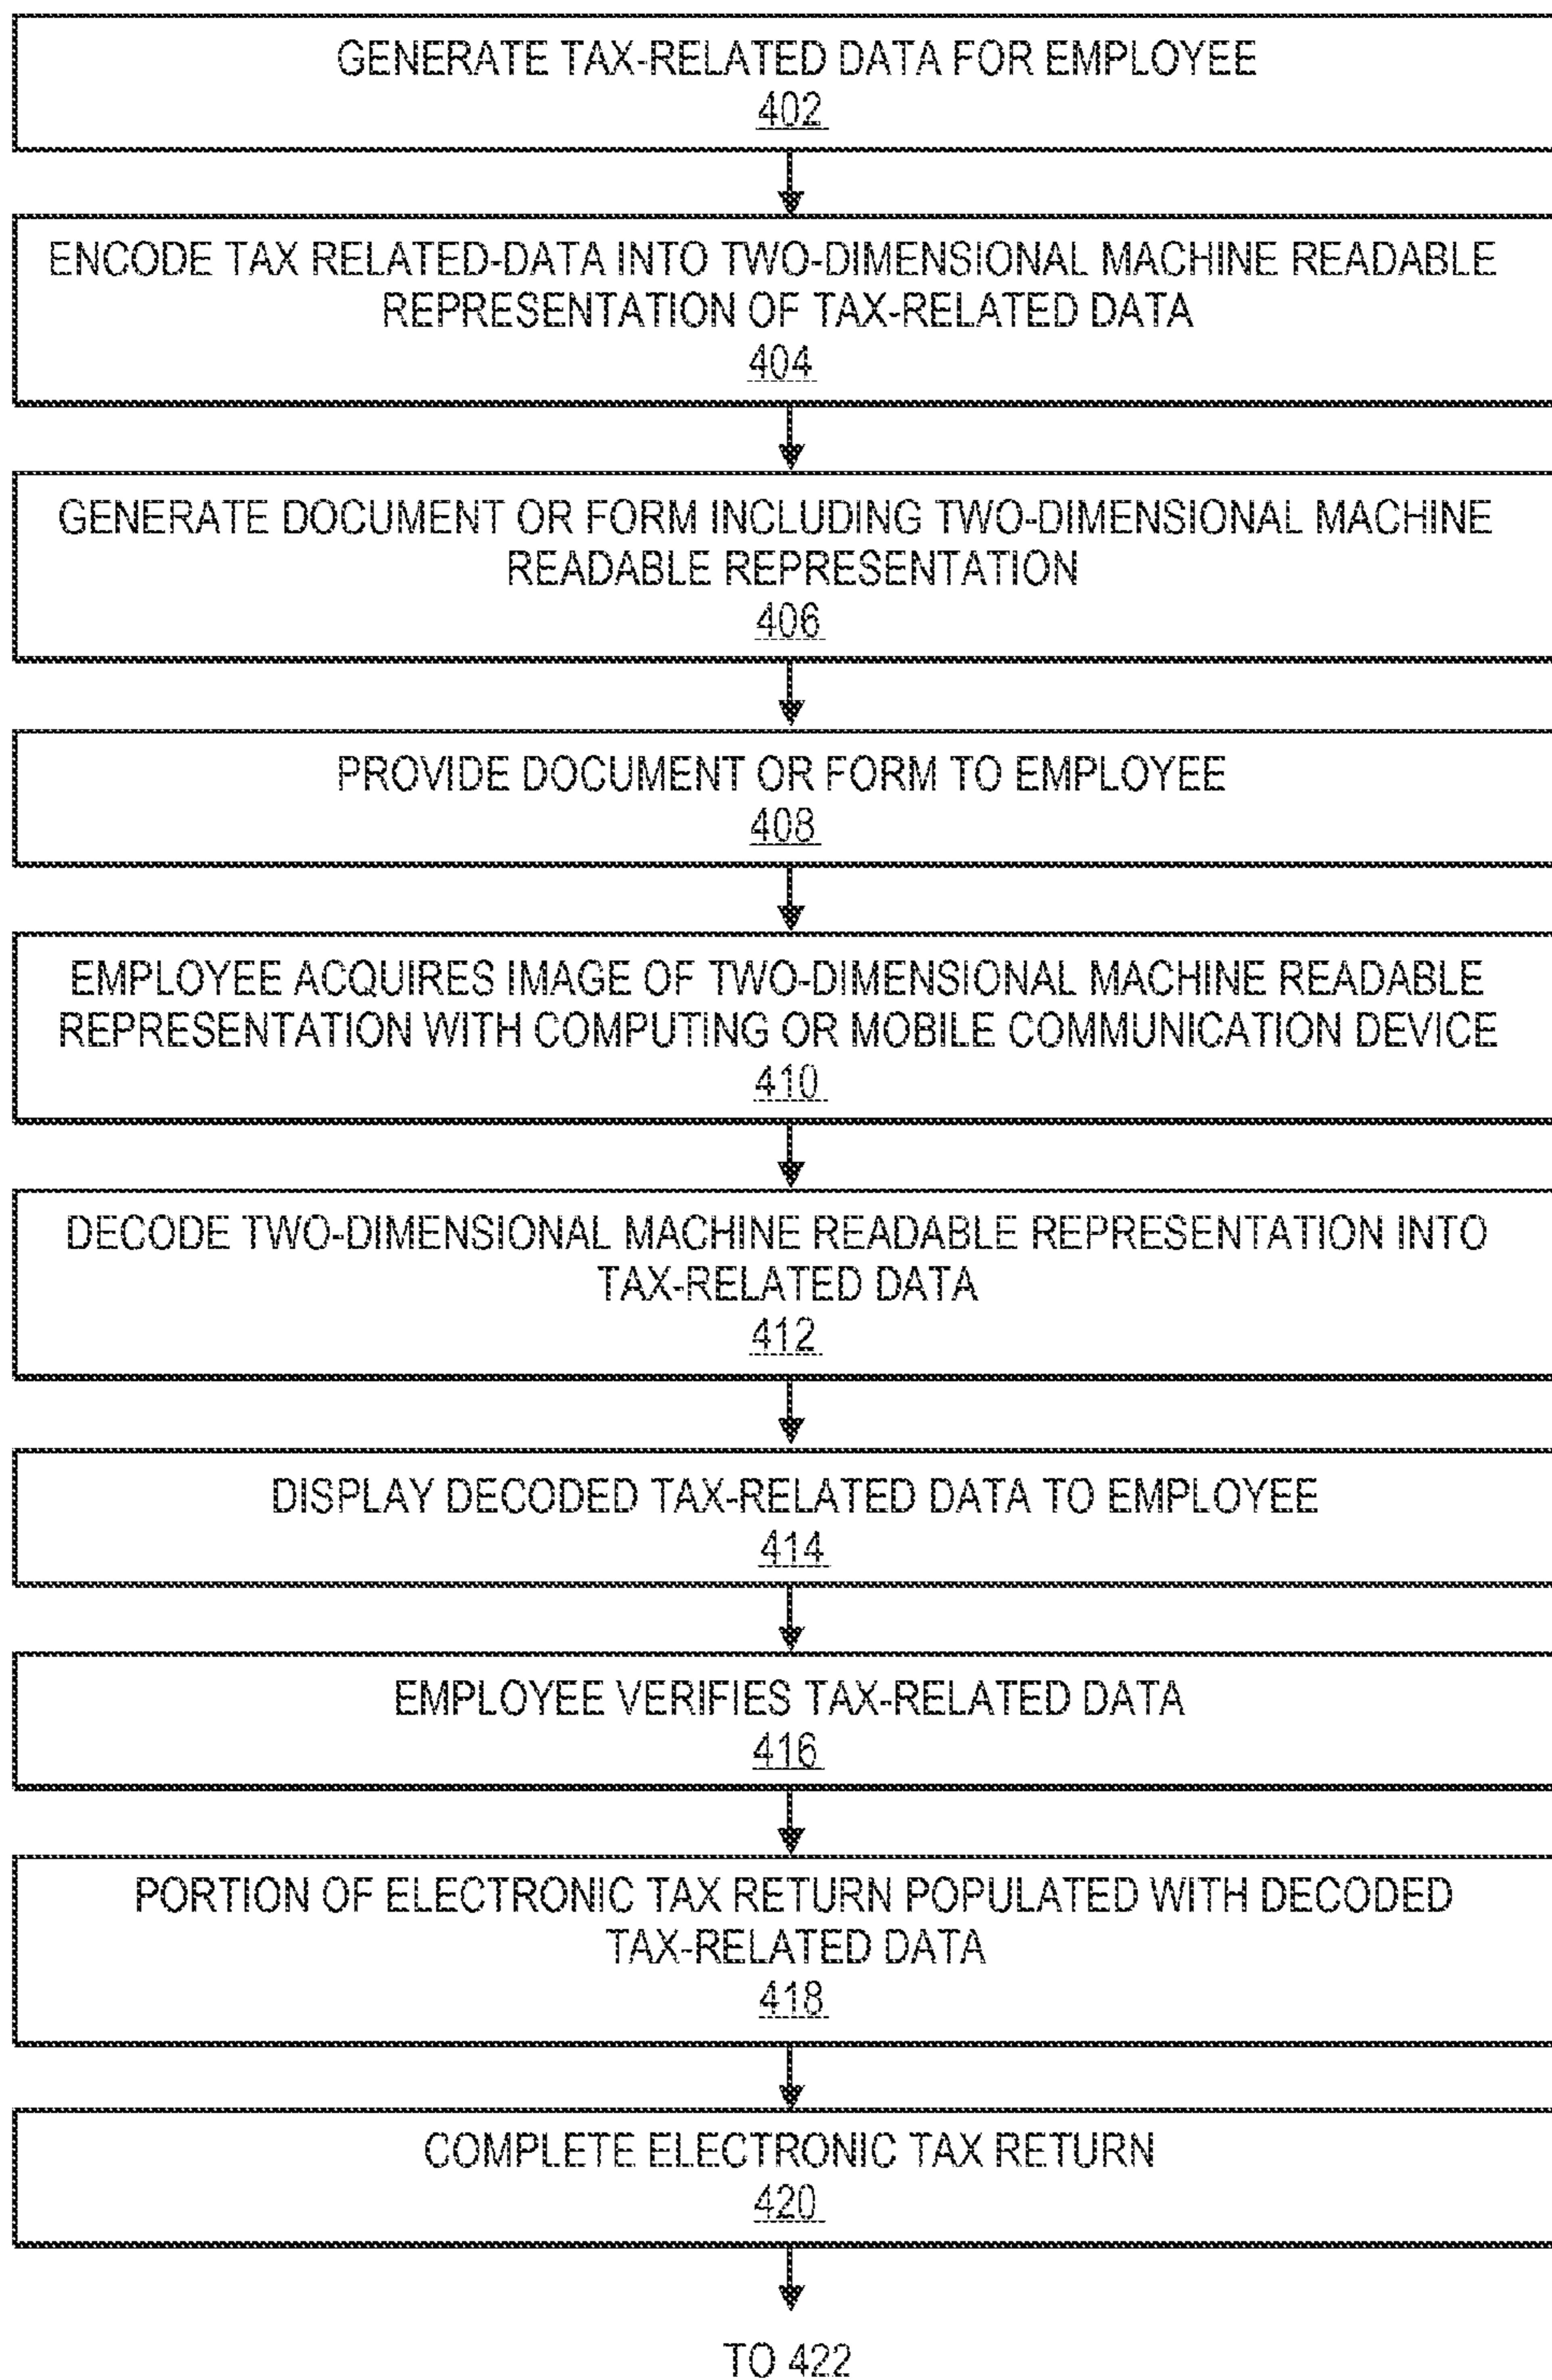 GENERATE TAX-RELATED DATA FOR EMPLOYEE
402
ENCODE TAX RELATED-DATA INTO TWO-DIMENSIONAL MACHINE READABLE
REPRESENTATION OF TAX-RELATED DATA
404
GENERATE DOCUMENT OR FORM INCLUDING TWO-DIMENSIONAL MACHINE
READABLE REPRESENTATION
406
PROVIDE DOCUMENT OR FORM TO EMPLOYEE
408
EMPLOYEE ACQUIRES IMAGE OF TWO-DIMENSIONAL MACHINE READABLE
REPRESENTATION WITH COMPUTING OR MOBILE COMMUNICATION DEVICE
410
DECODE TWO-DIMENSIONAL MACHINE READABLE REPRESENTATION INTO
TAX-RELATED DATA
412
DISPLAY DECODED TAX-RELATED DATA TO EMPLOYEE
414
EMPLOYEE VERIFIES TAX-RELATED DATA
416
PORTION OF ELECTRONIC TAX RETURN POPULATED WITH DECODED
TAX-RELATED DATA
418
COMPLETE ELECTRONIC TAX RETURN
420
TO 422